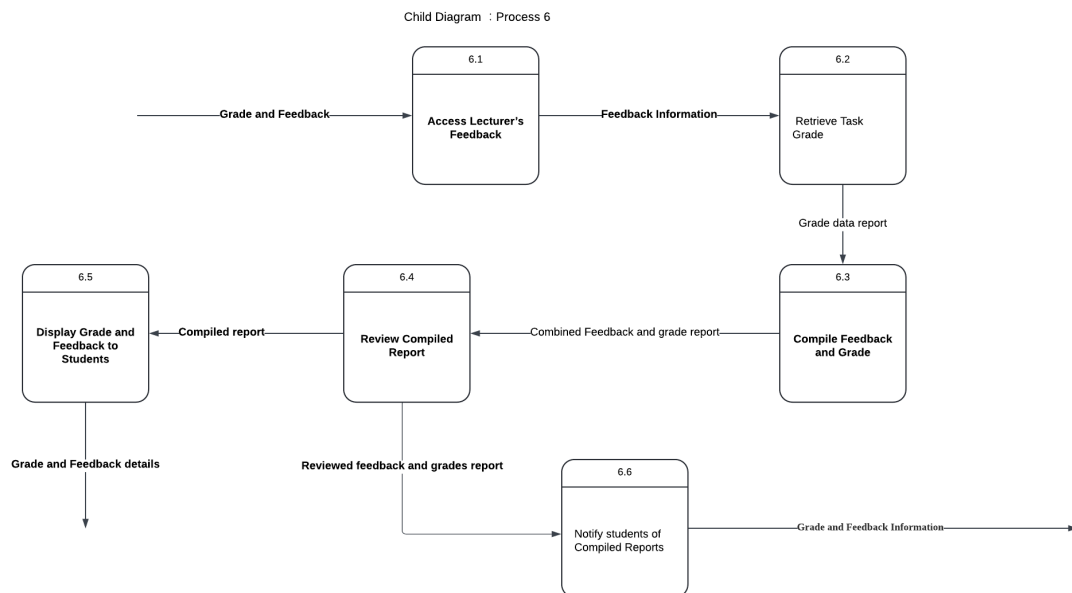 Child Diagram : Process 6
6.1
6.2
Grade and Feedback
Access Lecturer's
Feedback
Feedback Information
Retrieve Task
Grade
Grade data report
6.5
6.4
6.3
Display Grade and
Feedback to
Students
Compiled report
Review Compiled
Report
Combined Feedback and grade report
Compile Feedback
and Grade
Grade and Feedback details
Reviewed feedback and grades report
6.6
Notify students of
Compiled Reports
Grade and Feedback Information